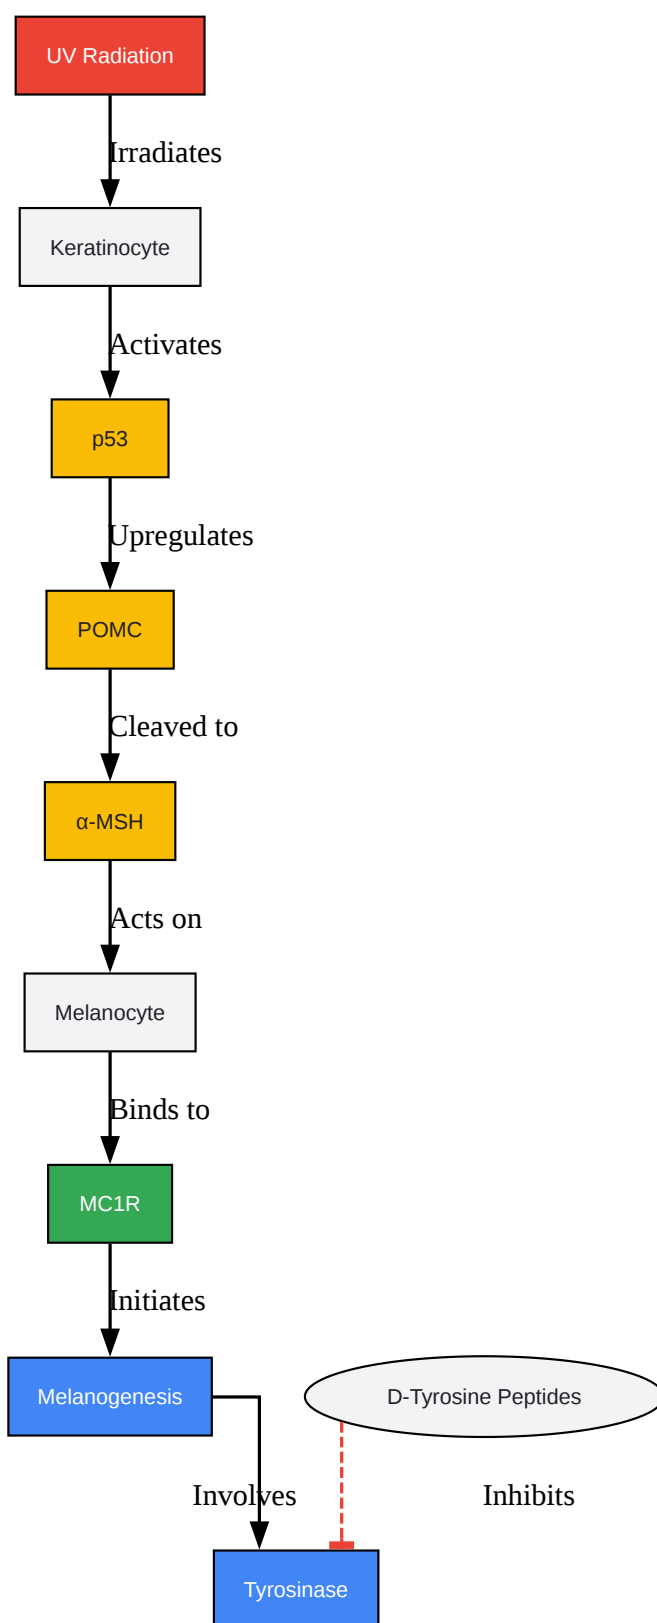 UV Radiation
Irradiates
Keratinocyte
Activates
p53
Upregulates
POMC
Cleaved to
α-MSH
Acts on
Melanocyte
Binds to
MC1R
Initiates
Melanogenesis
D-Tyrosine Peptides
Involves
Inhibits
Tyrosinase